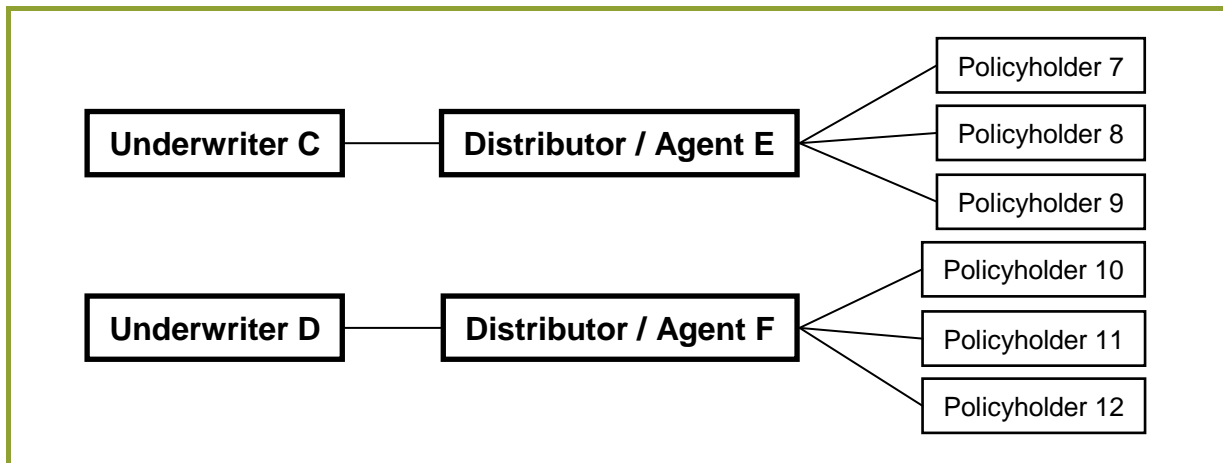 Policyholder 7
Underwriter C
Distributor / Agent E
Policyholder 8
Policyholder 9
Policyholder 10
Underwriter D
Distributor / Agent F
Policyholder 11
Policyholder 12